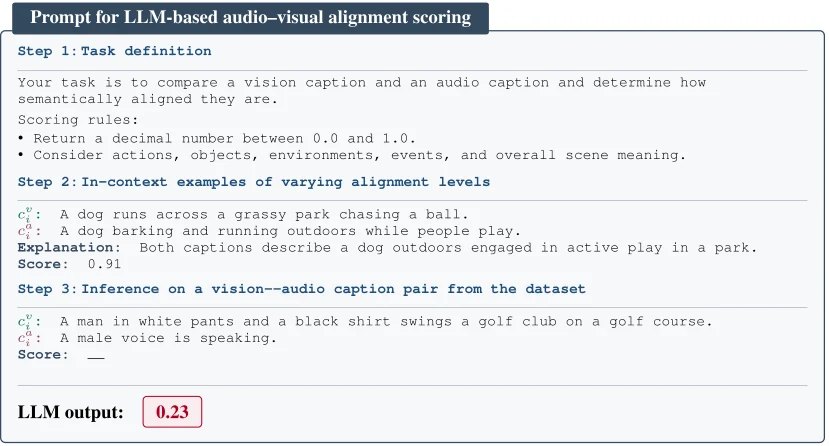 Prompt for LLM-based audio–visual alignment scoring
Step 1: Task definition
Your task is to compare a vision caption and an audio caption and determine how
semantically aligned they are.
Scoring rules:
• Return a decimal number between 0.0 and 1.0.
• Consider actions, objects, environments, events, and overall scene meaning.
Step 2: In-context examples of varying alignment levels
c_i^v: A dog runs across a grassy park chasing a ball.
c_i^a: A dog barking and running outdoors while people play.
Explanation: Both captions describe a dog outdoors engaged in active play in a park.
Score: 0.91
Step 3: Inference on a vision--audio caption pair from the dataset
c_i^v: A man in white pants and a black shirt swings a golf club on a golf course.
c_i^a: A male voice is speaking.
Score: __
LLM output: 0.23